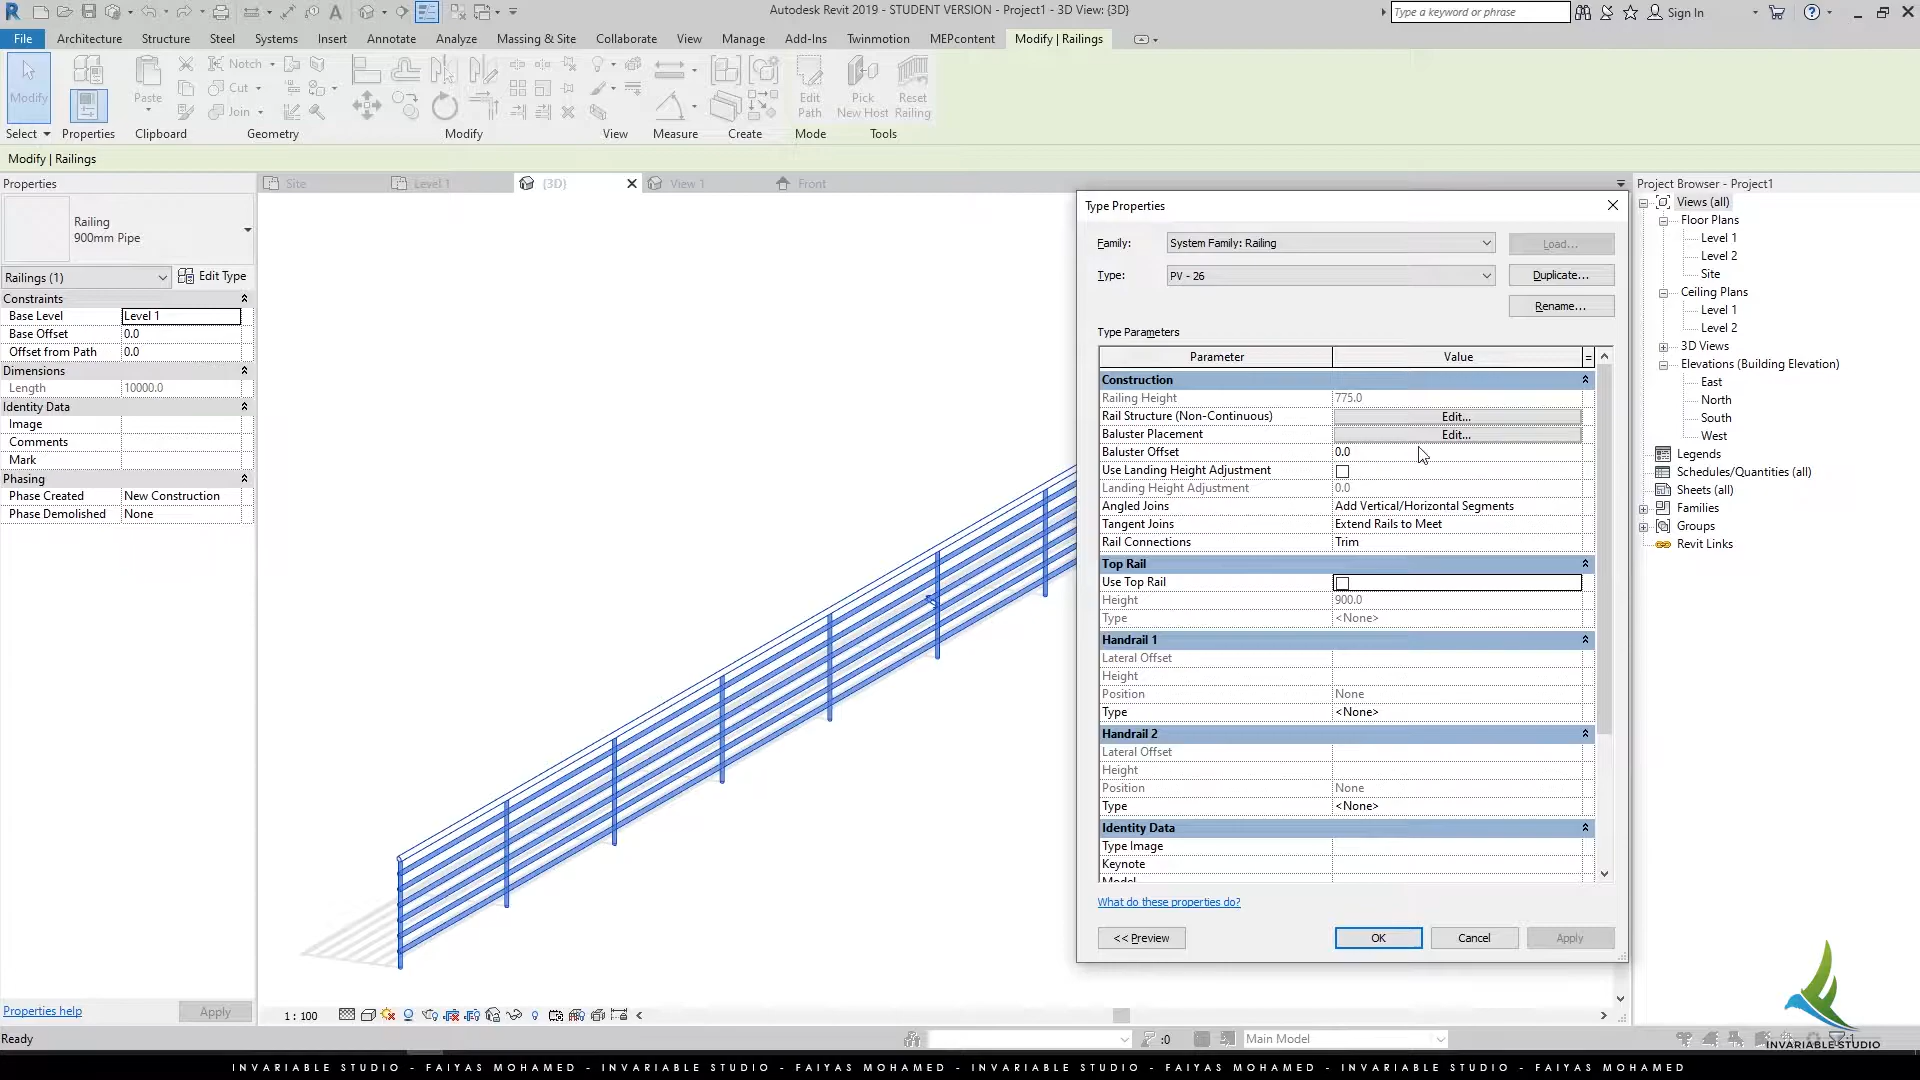 Autodesk Revit 2019 - STUDENT VERSION - Project1 - 3D View: {3D}
Type a keyword or phrase
Sign In
File Architecture Structure Steel Systems Insert Annotate Analyze Massing & Site Collaborate View Manage Add-Ins Twinmotion MEPcontent Modify | Railings
Modify
Paste
Notch
Cut
Join
Edit Path
Pick New Host
Reset Railing
Select Properties Clipboard Geometry Modify View Measure Create Mode Tools
Modify | Railings
Properties
Railing
900mm Pipe
Railings (1) Edit Type
Constraints
Base Level Level 1
Base Offset 0.0
Offset from Path 0.0
Dimensions
Length 10000.0
Identity Data
Image
Comments
Mark
Phasing
Phase Created New Construction
Phase Demolished None
Properties help Apply
Site Level 1 {3D} View 1 Front
Type Properties
Family: System Family: Railing Load...
Type: PV - 26 Duplicate...
Rename...
Type Parameters
Parameter Value =
Construction
Railing Height 775.0
Rail Structure (Non-Continuous) Edit...
Baluster Placement Edit...
Baluster Offset 0.0
Use Landing Height Adjustment
Landing Height Adjustment 0.0
Angled Joins Add Vertical/Horizontal Segments
Tangent Joins Extend Rails to Meet
Rail Connections Trim
Top Rail
Use Top Rail
Height 900.0
Type <None>
Handrail 1
Lateral Offset
Height
Position None
Type <None>
Handrail 2
Lateral Offset
Height
Position None
Type <None>
Identity Data
Type Image
Keynote
Model
What do these properties do?
<< Preview OK Cancel Apply
Project Browser - Project1
Views (all)
Floor Plans
Level 1
Level 2
Site
Ceiling Plans
Level 1
Level 2
3D Views
Elevations (Building Elevation)
East
North
South
West
Legends
Schedules/Quantities (all)
Sheets (all)
Families
Groups
Revit Links
1 : 100
Ready
:0
Main Model
INVARIABLE STUDIO
INVARIABLE STUDIO - FAIYAS MOHAMED - INVARIABLE STUDIO - FAIYAS MOHAMED - INVARIABLE STUDIO - FAIYAS MOHAMED - INVARIABLE STUDIO - FAIYAS MOHAMED